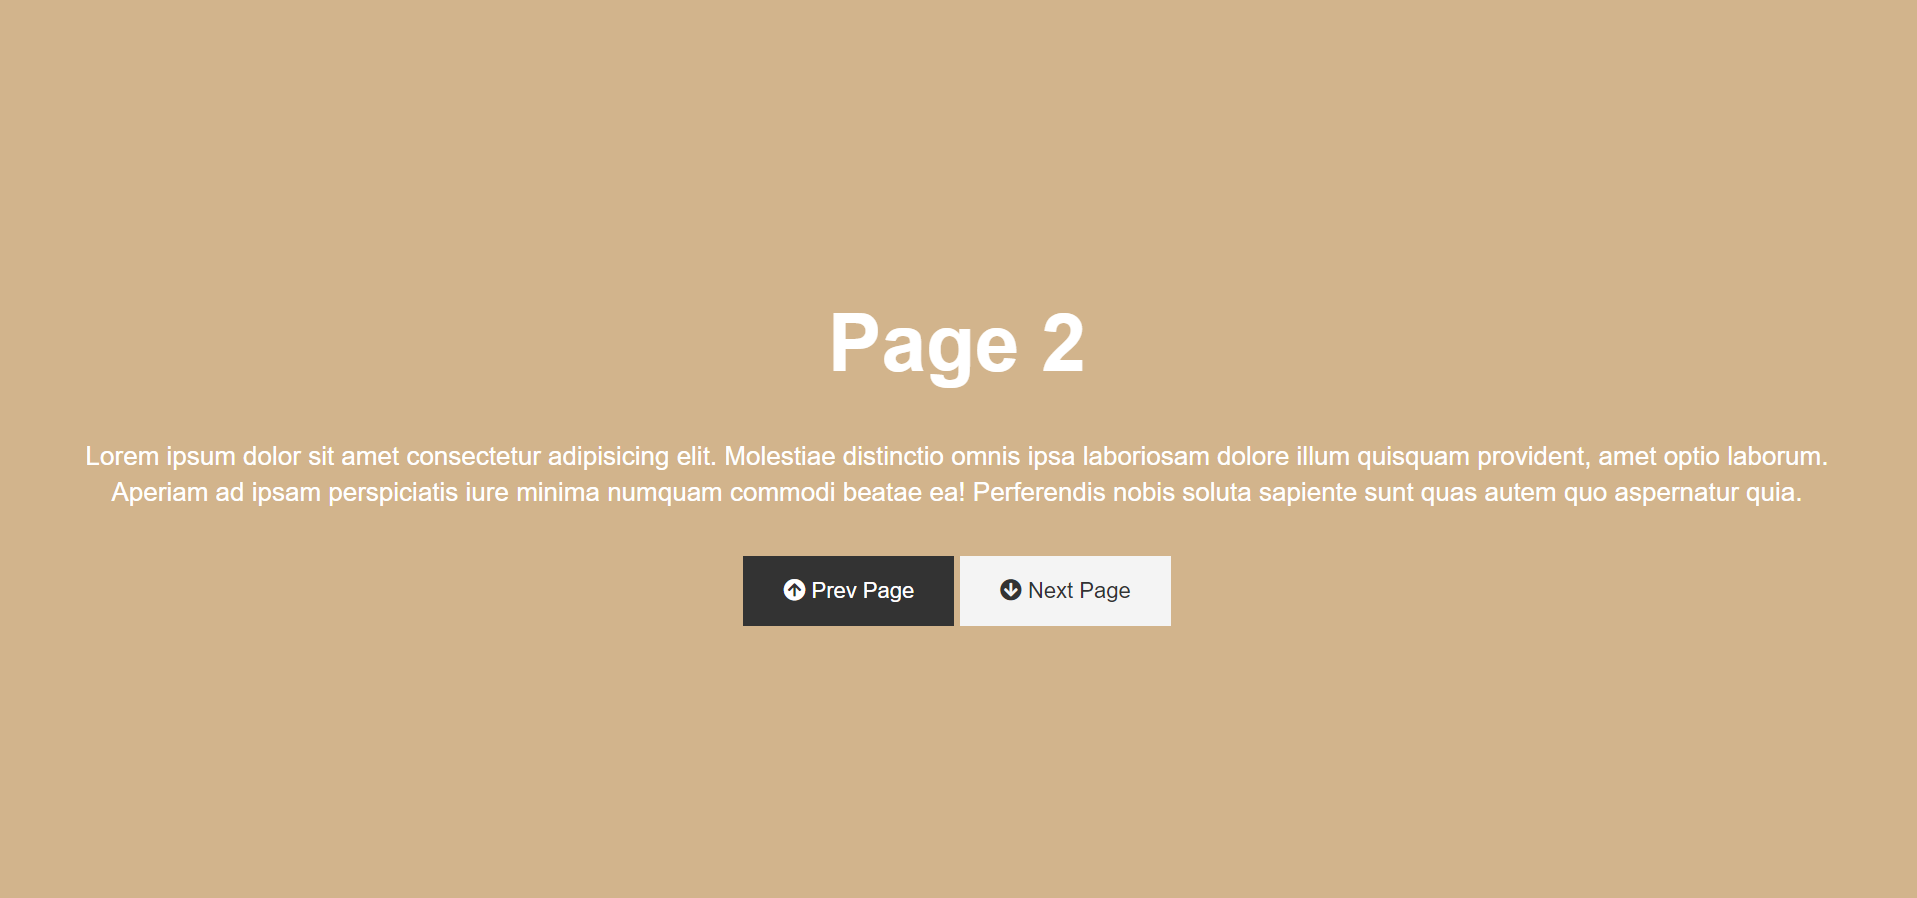 Page 2
Lorem ipsum dolor sit amet consectetur adipisicing elit. Molestiae distinctio omnis ipsa laboriosam dolore illum quisquam provident, amet optio laborum.
Aperiam ad ipsam perspiciatis iure minima numquam commodi beatae ea! Perferendis nobis soluta sapiente sunt quas autem quo aspernatur quia.
Prev Page
Next Page